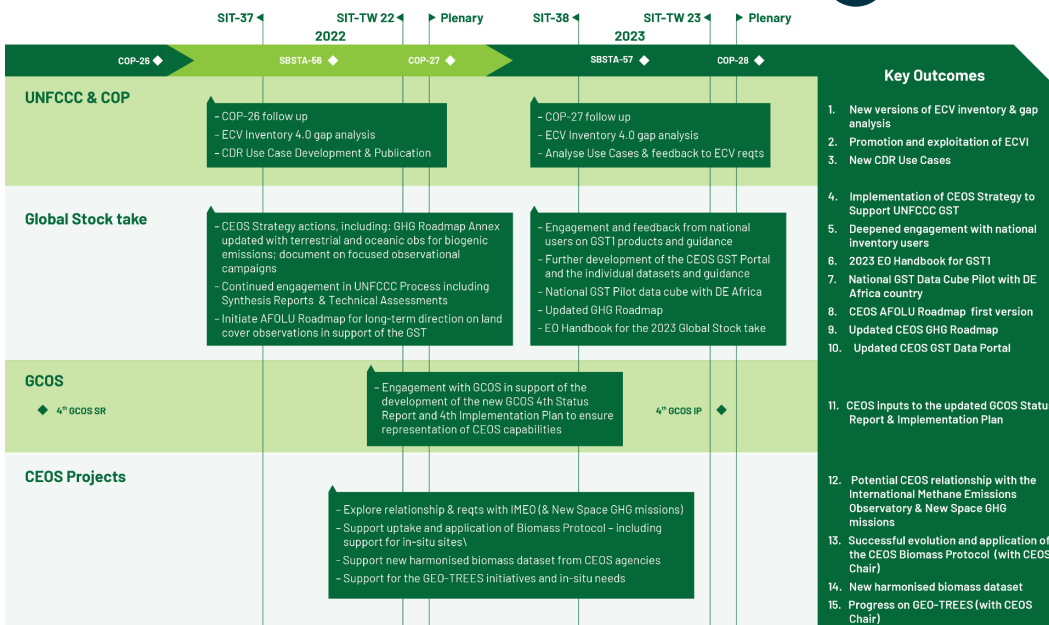 SIT-37
SIT-TW 22
Plenary
SIT-38
SIT-TW 23
Plenary
2022
2023
COP-26
SBSTA-56
COP-27
SBSTA-57
COP-28
Key Outcomes
UNFCCC & COP
– COP-26 follow up
– ECV Inventory 4.0 gap analysis
– CDR Use Case Development & Publication
– COP-27 follow up
– ECV Inventory 4.0 gap analysis
– Analyse Use Cases & feedback to ECV reqts
1. New versions of ECV inventory & gap
analysis
2. Promotion and exploitation of ECVI
3. New CDR Use Cases
Global Stock take
– CEOS Strategy actions, including: GHG Roadmap Annex
updated with terrestrial and oceanic obs for biogenic
emissions; document on focused observational
campaigns
– Continued engagement in UNFCCC Process including
Synthesis Reports & Technical Assessments
– Initiate AFOLU Roadmap for long-term direction on land
cover observations in support of the GST
– Engagement and feedback from national
users on GST1 products and guidance
– Further development of the CEOS GST Portal
and the individual datasets and guidance
– National GST Pilot data cube with DE Africa
– Updated GHG Roadmap
– EO Handbook for the 2023 Global Stock take
4. Implementation of CEOS Strategy to
Support UNFCCC GST
5. Deepened engagement with national
inventory users
6. 2023 EO Handbook for GST1
7. National GST Data Cube Pilot with DE
Africa country
8. CEOS AFOLU Roadmap first version
9. Updated CEOS GHG Roadmap
10. Updated CEOS GST Data Portal
GCOS
4th GCOS SR
– Engagement with GCOS in support of the
development of the new GCOS 4th Status
Report and 4th Implementation Plan to ensure
representation of CEOS capabilities
4th GCOS IP
11. CEOS inputs to the updated GCOS Statu
Report & Implementation Plan
CEOS Projects
– Explore relationship & reqts with IMEO (& New Space GHG missions)
– Support uptake and application of Biomass Protocol – including
support for in-situ sites\
– Support new harmonised biomass dataset from CEOS agencies
– Support for the GEO-TREES initiatives and in-situ needs
12. Potential CEOS relationship with the
International Methane Emissions
Observatory & New Space GHG
missions
13. Successful evolution and application of
the CEOS Biomass Protocol (with CEOS
Chair)
14. New harmonised biomass dataset
15. Progress on GEO-TREES (with CEOS
Chair)